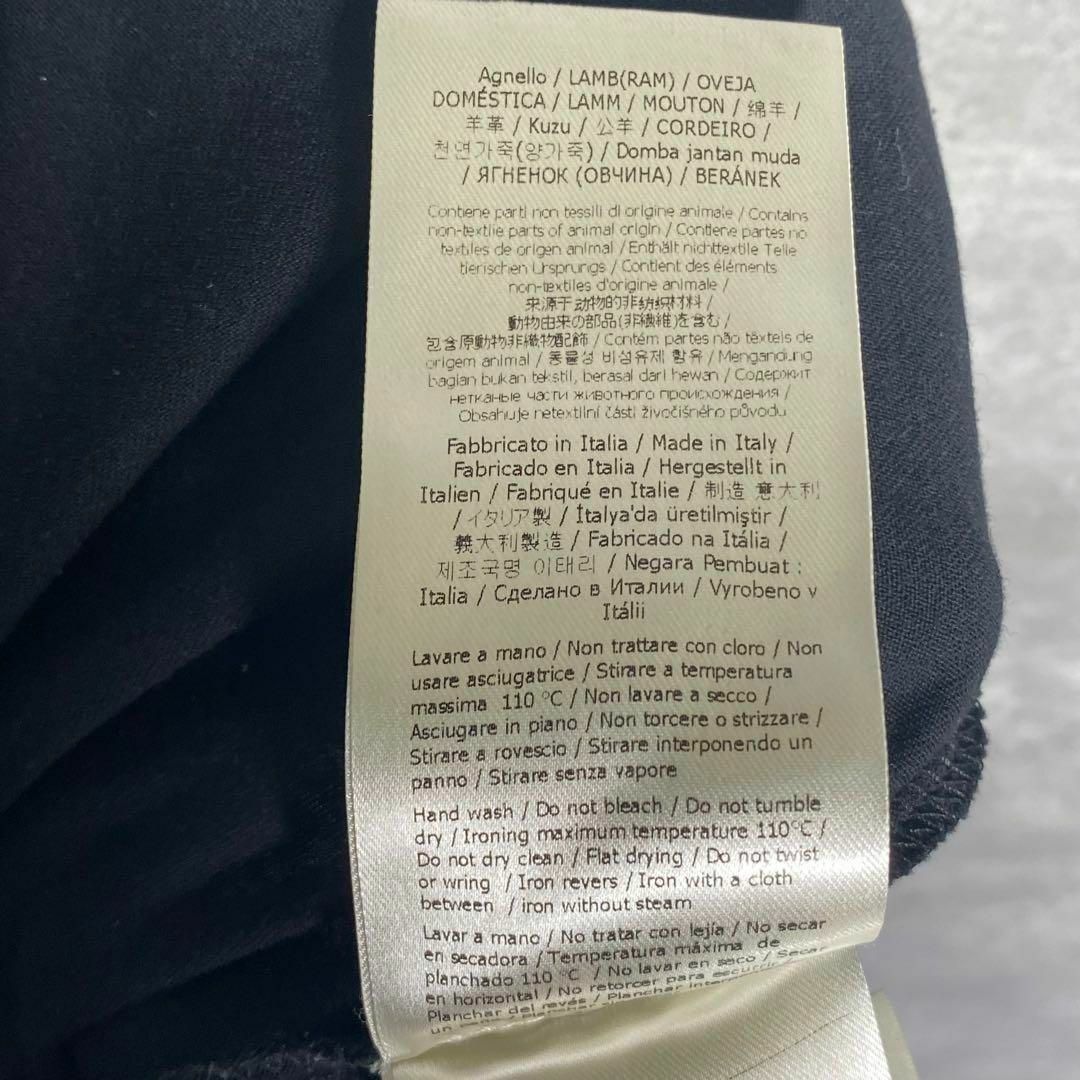 Agnello / LAMB(RAM) / OVEJA
DOMÉSTICA / LAMM / MOUTON / 绵羊 /
羊革 / Kuzu / 公羊 / CORDEIRO /
천연가죽(양가죽) / Domba jantan muda
/ ЯГНЕНОК (ОВЧИНА) / BERÁNEK
Contiene parti non tessili di origine animale / Contains
non-textile parts of animal origin / Contiene partes no
textiles de origen animal / Enthält nichttextile Teile
tierischen Ursprungs / Contient des éléments
non-textiles d'origine animale /
来源于动物的非纺织材料 /
動物由来の部品(非繊維)を含む /
包含原動物非織物配飾 / Contém partes não têxteis de
origem animal / 동물성 비섬유제 함유 / Mengandung
bagian bukan tekstil, berasal dari hewan / Содержит
нетканые части животного происхождения /
Obsahuje netextilní části živočišného původu
Fabbricato in Italia / Made in Italy /
Fabricado en Italia / Hergestellt in
Italien / Fabriqué en Italie / 制造 意大利
/ イタリア製 / İtalya'da üretilmiştir /
義大利製造 / Fabricado na Itália /
제조국명 이태리 / Negara Pembuat :
Italia / Сделано в Италии / Vyrobeno v
Itálii
Lavare a mano / Non trattare con cloro / Non
usare asciugatrice / Stirare a temperatura
massima 110 °C / Non lavare a secco /
Asciugare in piano / Non torcere o strizzare /
Stirare a rovescio / Stirare interponendo un
panno / Stirare senza vapore
Hand wash / Do not bleach / Do not tumble
dry / Ironing maximum temperature 110°C /
Do not dry clean / Flat drying / Do not twist
or wring / Iron revers / Iron with a cloth
between / iron without steam
Lavar a mano / No tratar con lejía / No secar
en secadora / Temperatura máxima de
planchado 110 °C / No lavar en seco / Secar
en horizontal / No retorcer para escurrir
Planchar del revés / Planchar
un